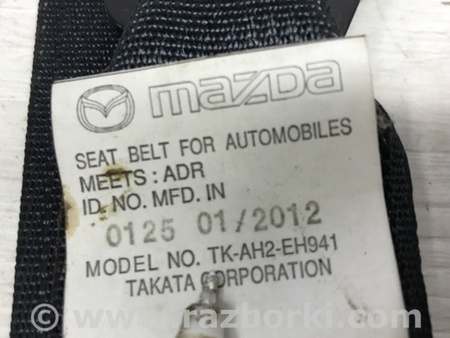 mazda
SEAT BELT FOR AUTOMOBILES
MEETS : ADR
ID. NO. MFD. IN
0125 01/2012
MODEL NO. TK-AH2-EH941
TAKATA CORPORATION
www.razborki.com